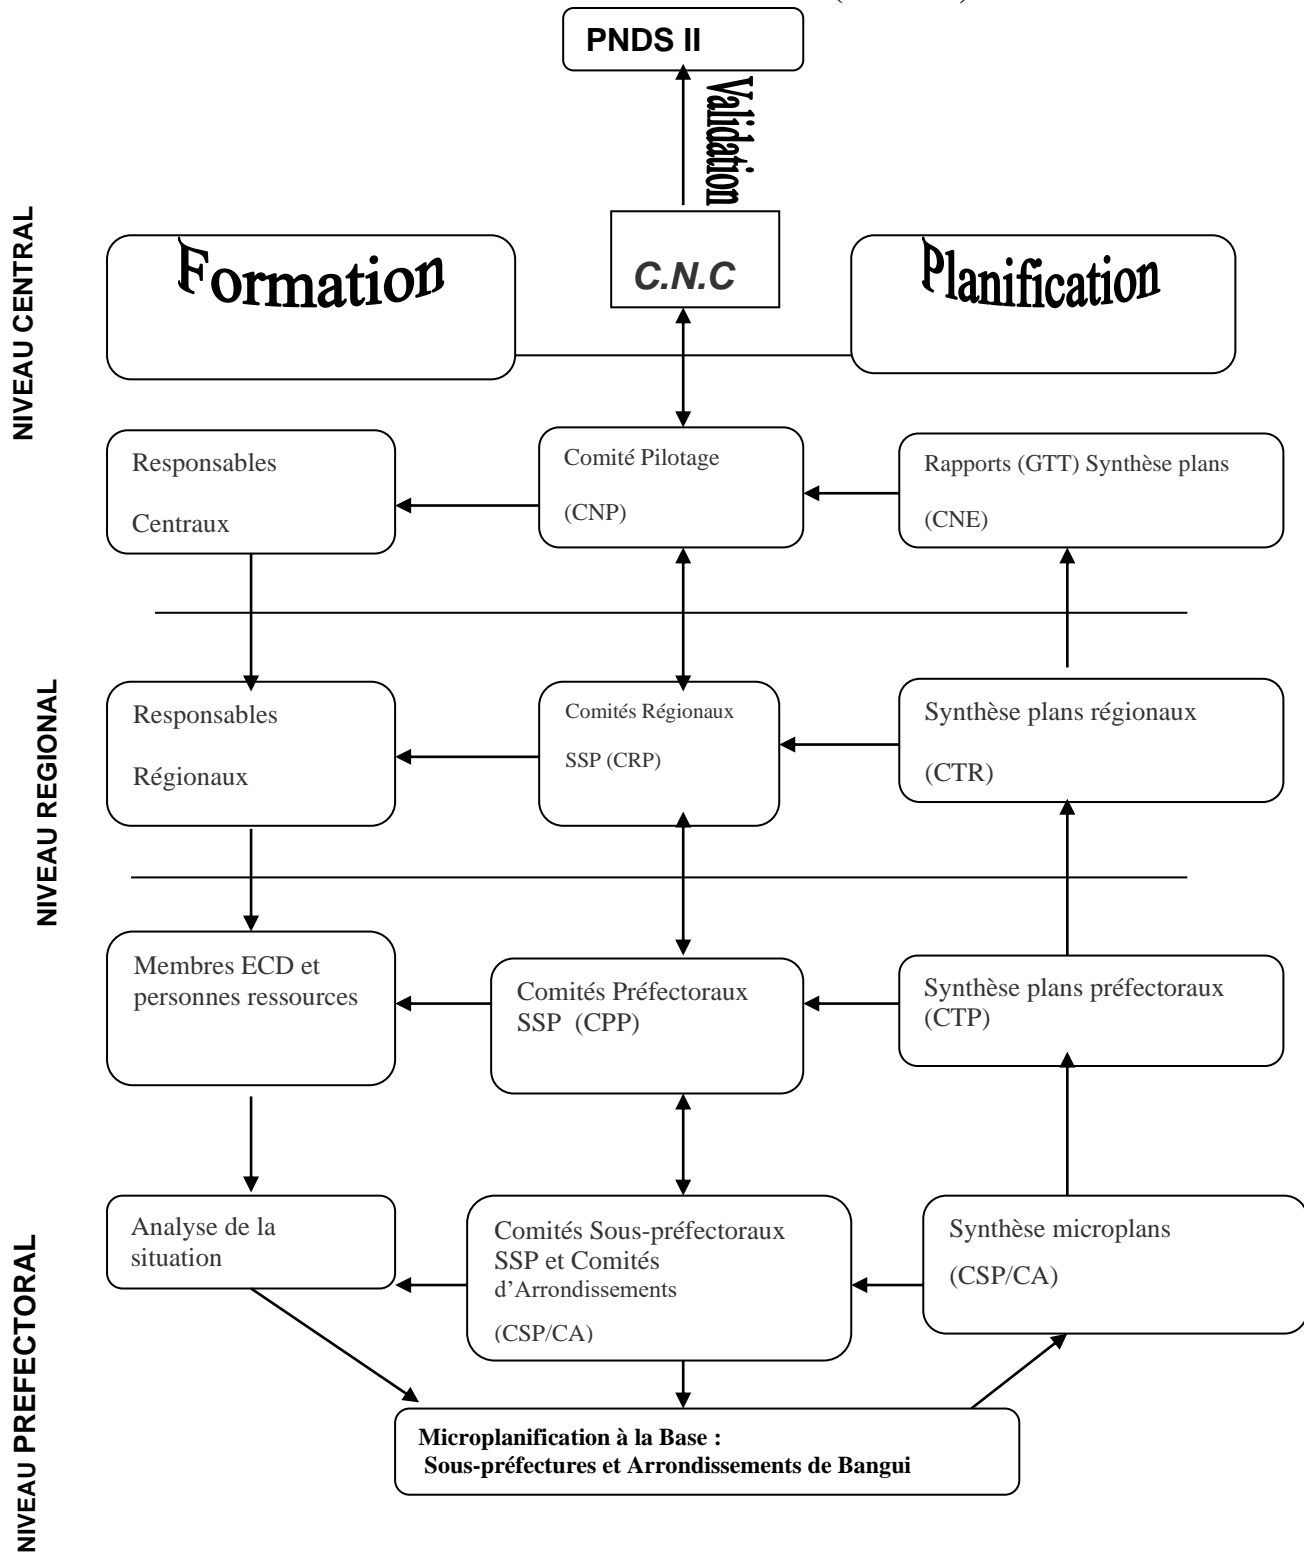 PNDS II
Validation
NIVEAU CENTRAL
Formation
C.N.C
Planification
Responsables
Centraux
Comité Pilotage
(CNP)
Rapports (GTT) Synthèse plans
(CNE)
NIVEAU REGIONAL
Responsables
Régionaux
Comités Régionaux
SSP (CRP)
Synthèse plans régionaux
(CTR)
Membres ECD et
personnes ressources
Comités Préfectoraux
SSP (CPP)
Synthèse plans préfectoraux
(CTP)
NIVEAU PREFECTORAL
Analyse de la
situation
Comités Sous-préfectoraux
SSP et Comités
d’Arrondissements
(CSP/CA)
Synthèse microplans
(CSP/CA)
Microplanification à la Base :
Sous-préfectures et Arrondissements de Bangui